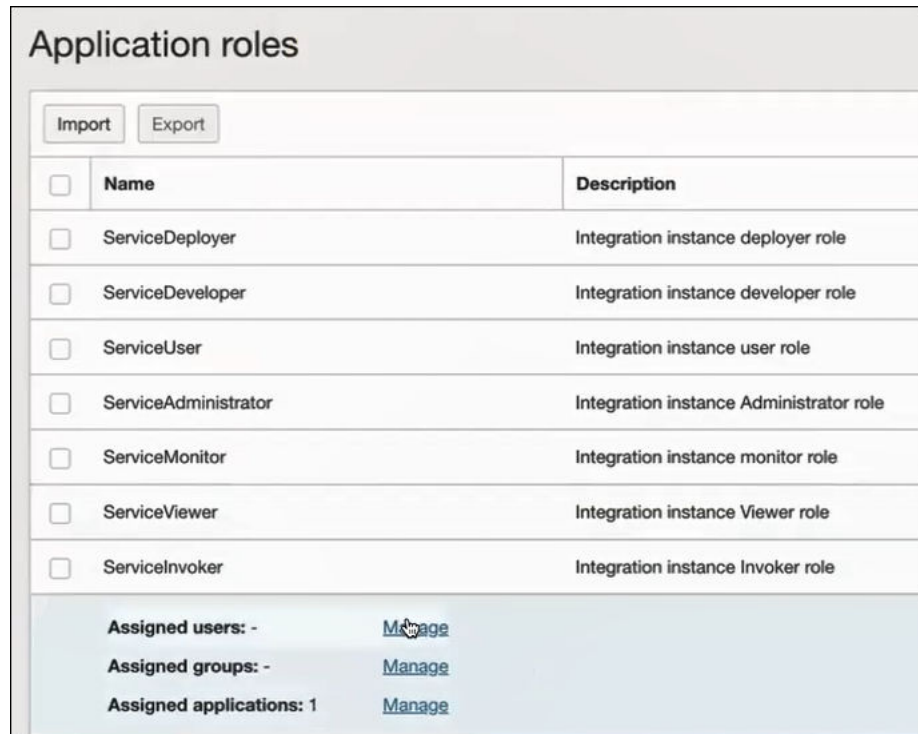 Application roles
Import Export
Name Description
ServiceDeployer Integration instance deployer role
ServiceDeveloper Integration instance developer role
ServiceUser Integration instance user role
ServiceAdministrator Integration instance Administrator role
ServiceMonitor Integration instance monitor role
ServiceViewer Integration instance Viewer role
ServiceInvoker Integration instance Invoker role
Assigned users: - Manage
Assigned groups: - Manage
Assigned applications: 1 Manage